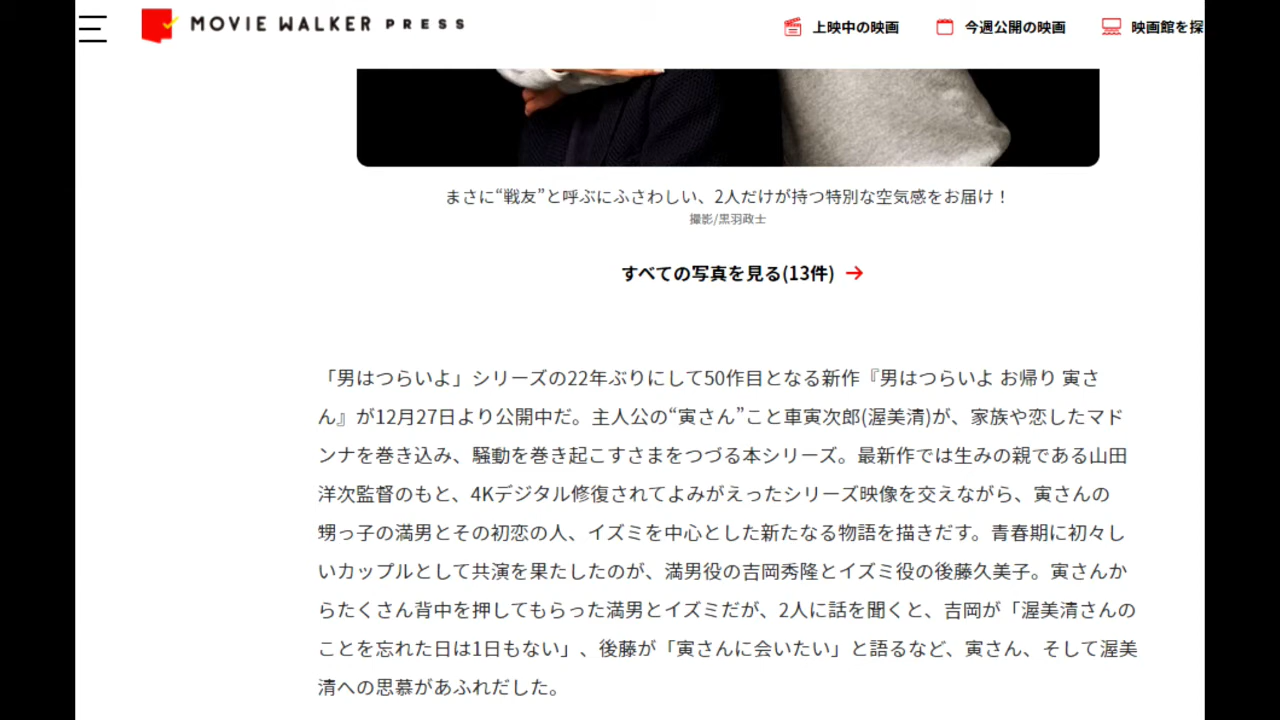 MOVIE WALKER PRESS
上映中の映画
今週公開の映画
映画館を探
まさに“戦友”と呼ぶにふさわしい、2人だけが持つ特別な空気感をお届け！
撮影/黒羽政士
すべての写真を見る(13件)
「男はつらいよ」シリーズの22年ぶりにして50作目となる新作『男はつらいよ お帰り 寅さ
ん』が12月27日より公開中だ。主人公の“寅さん”こと車寅次郎(渥美清)が、家族や恋したマド
ンナを巻き込み、騒動を巻き起こすさまをつづる本シリーズ。最新作では生みの親である山田
洋次監督のもと、4Kデジタル修復されてよみがえったシリーズ映像を交えながら、寅さんの
甥っ子の満男とその初恋の人、イズミを中心とした新たなる物語を描きだす。青春期に初々し
いカップルとして共演を果たしたのが、満男役の吉岡秀隆とイズミ役の後藤久美子。寅さんか
らたくさん背中を押してもらった満男とイズミだが、2人に話を聞くと、吉岡が「渥美清さんの
ことを忘れた日は1日もない」、後藤が「寅さんに会いたい」と語るなど、寅さん、そして渥美
清への思慕があふれだした。